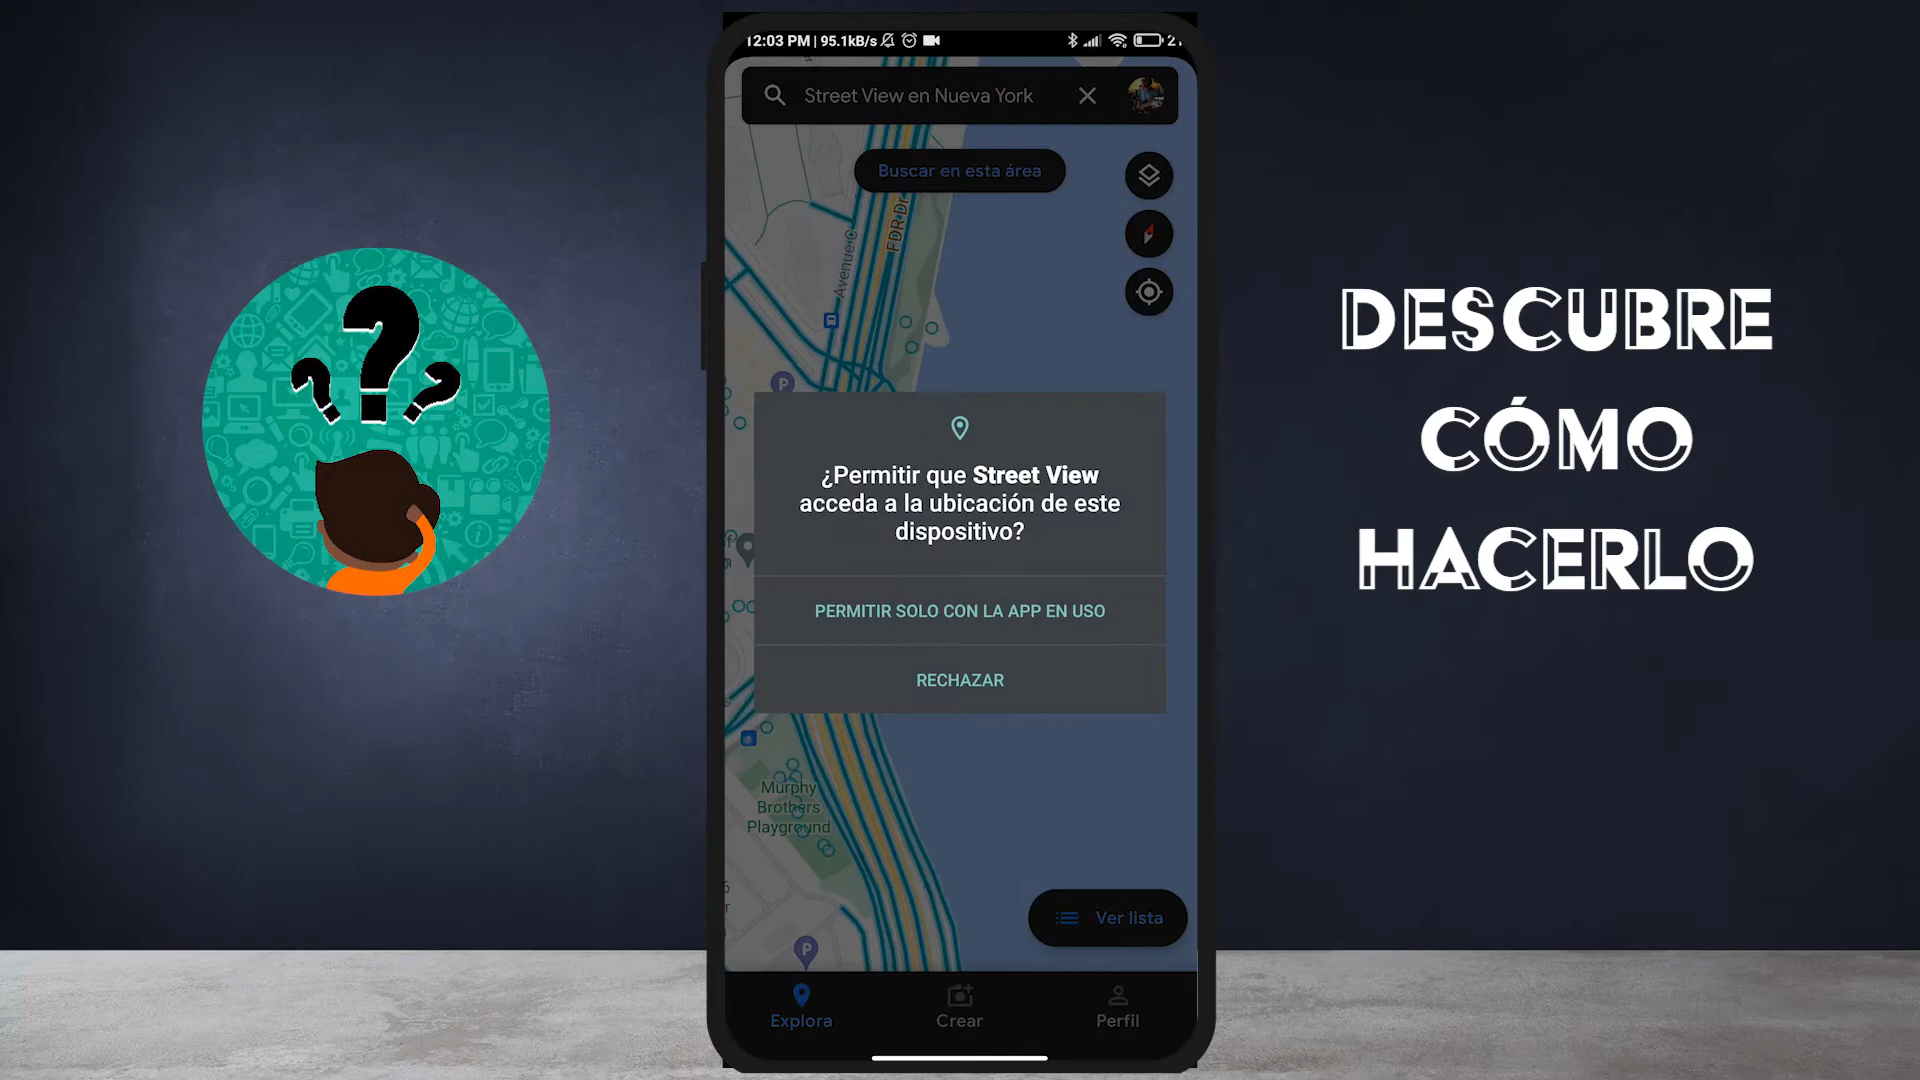 12:03 PM | 95.1kB/s
Street View en Nueva York
Buscar en esta área
FDR Dr
Avenue C
P
DESCUBRE
CÓMO
HACERLO
¿Permitir que Street View
acceda a la ubicación de este
dispositivo?
PERMITIR SOLO CON LA APP EN USO
RECHAZAR
Murphy
Brothers
Playground
P
Ver lista
Explora
Crear
Perfil